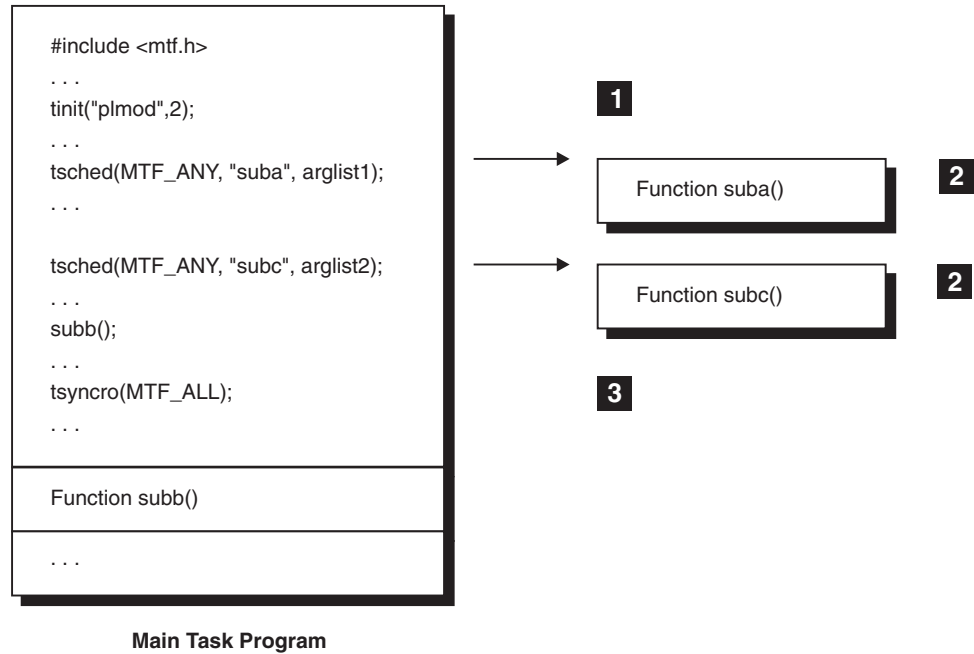 #include <mtf.h>
. . .
tinit("plmod",2);
. . .
tsched(MTF_ANY, "suba", arglist1);
. . .
tsched(MTF_ANY, "subc", arglist2);
. . .
subb();
. . .
tsyncro(MTF_ALL);
. . .
Function subb()
. . .
Main Task Program
1
Function suba()
2
Function subc()
2
3